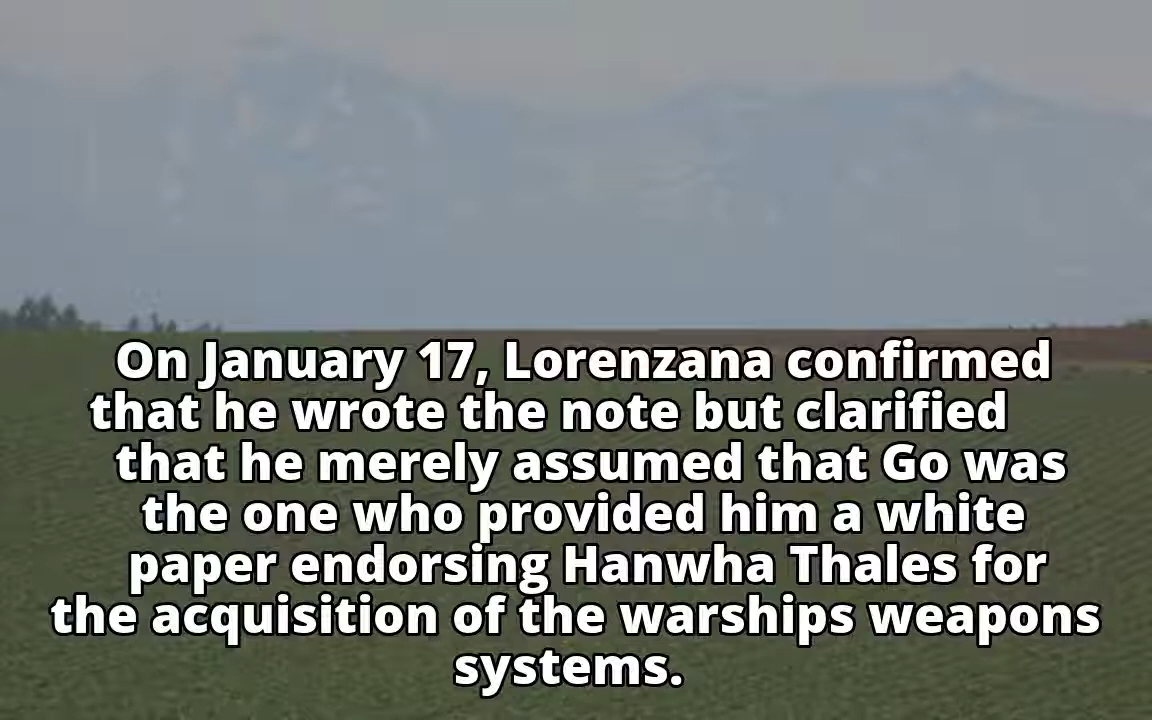 On January 17, Lorenzana confirmed
that he wrote the note but clarified
that he merely assumed that Go was
the one who provided him a white
paper endorsing Hanwha Thales for
the acquisition of the warships weapons
systems.